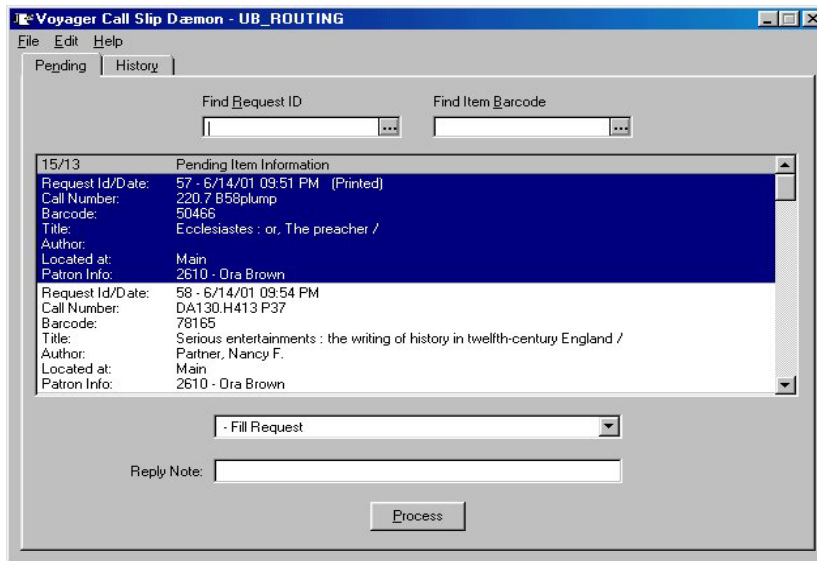 Voyager Call Slip Dæmon - UB_ROUTING
File Edit Help
Pending History
Find Request ID Find Item Barcode
... ...
15/13 Pending Item Information
Request Id/Date: 57 - 6/14/01 09:51 PM (Printed)
Call Number: 220.7 B58plump
Barcode: 50466
Title: Ecclesiastes : or, The preacher /
Author:
Located at: Main
Patron Info: 2610 - Ora Brown
Request Id/Date: 58 - 6/14/01 09:54 PM
Call Number: DA130.H413 P37
Barcode: 78165
Title: Serious entertainments : the writing of history in twelfth-century England /
Author: Partner, Nancy F.
Located at: Main
Patron Info: 2610 - Ora Brown
- Fill Request
Reply Note:
Process